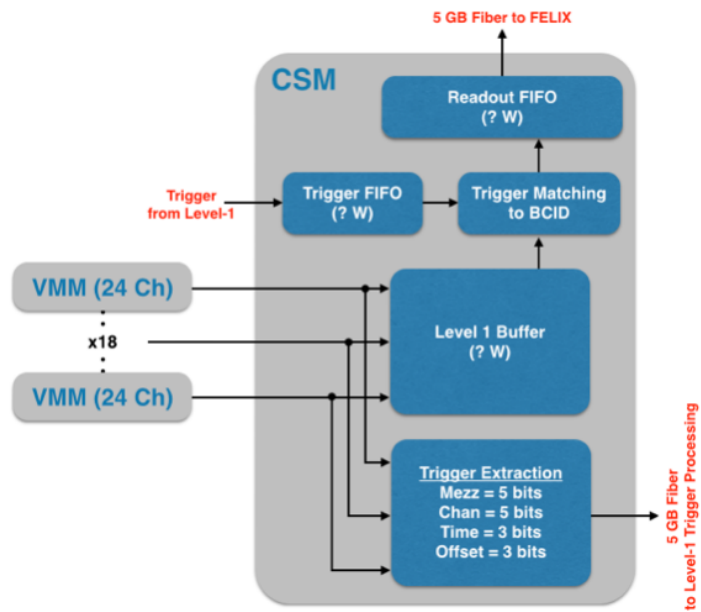 5 GB Fiber to FELIX
CSM
Readout FIFO
(? W)
Trigger
from Level-1
Trigger FIFO
(? W)
Trigger Matching
to BCID
VMM (24 Ch)
x18
VMM (24 Ch)
Level 1 Buffer
(? W)
Trigger Extraction
Mezz = 5 bits
Chan = 5 bits
Time = 3 bits
Offset = 3 bits
5 GB Fiber
to Level-1 Trigger Processing